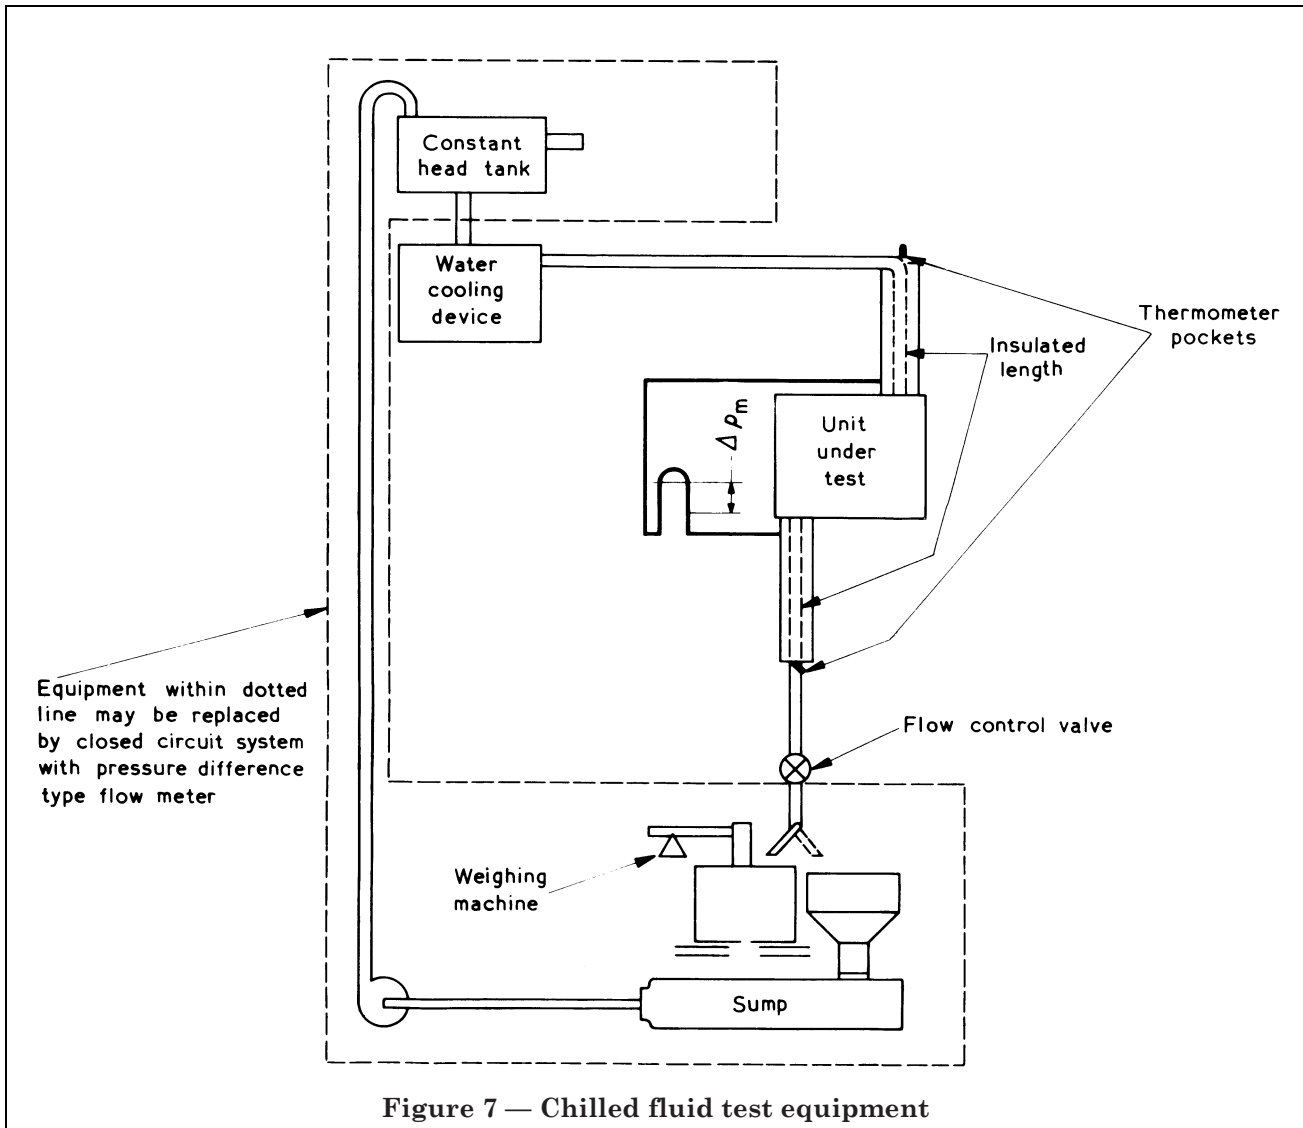 Constant
head tank
Water
cooling
device
Thermometer
pockets
Insulated
length
Δpm
Unit
under
test
Equipment within dotted
line may be replaced
by closed circuit system
with pressure difference
type flow meter
Flow control valve
Weighing
machine
Sump
Figure 7 — Chilled fluid test equipment